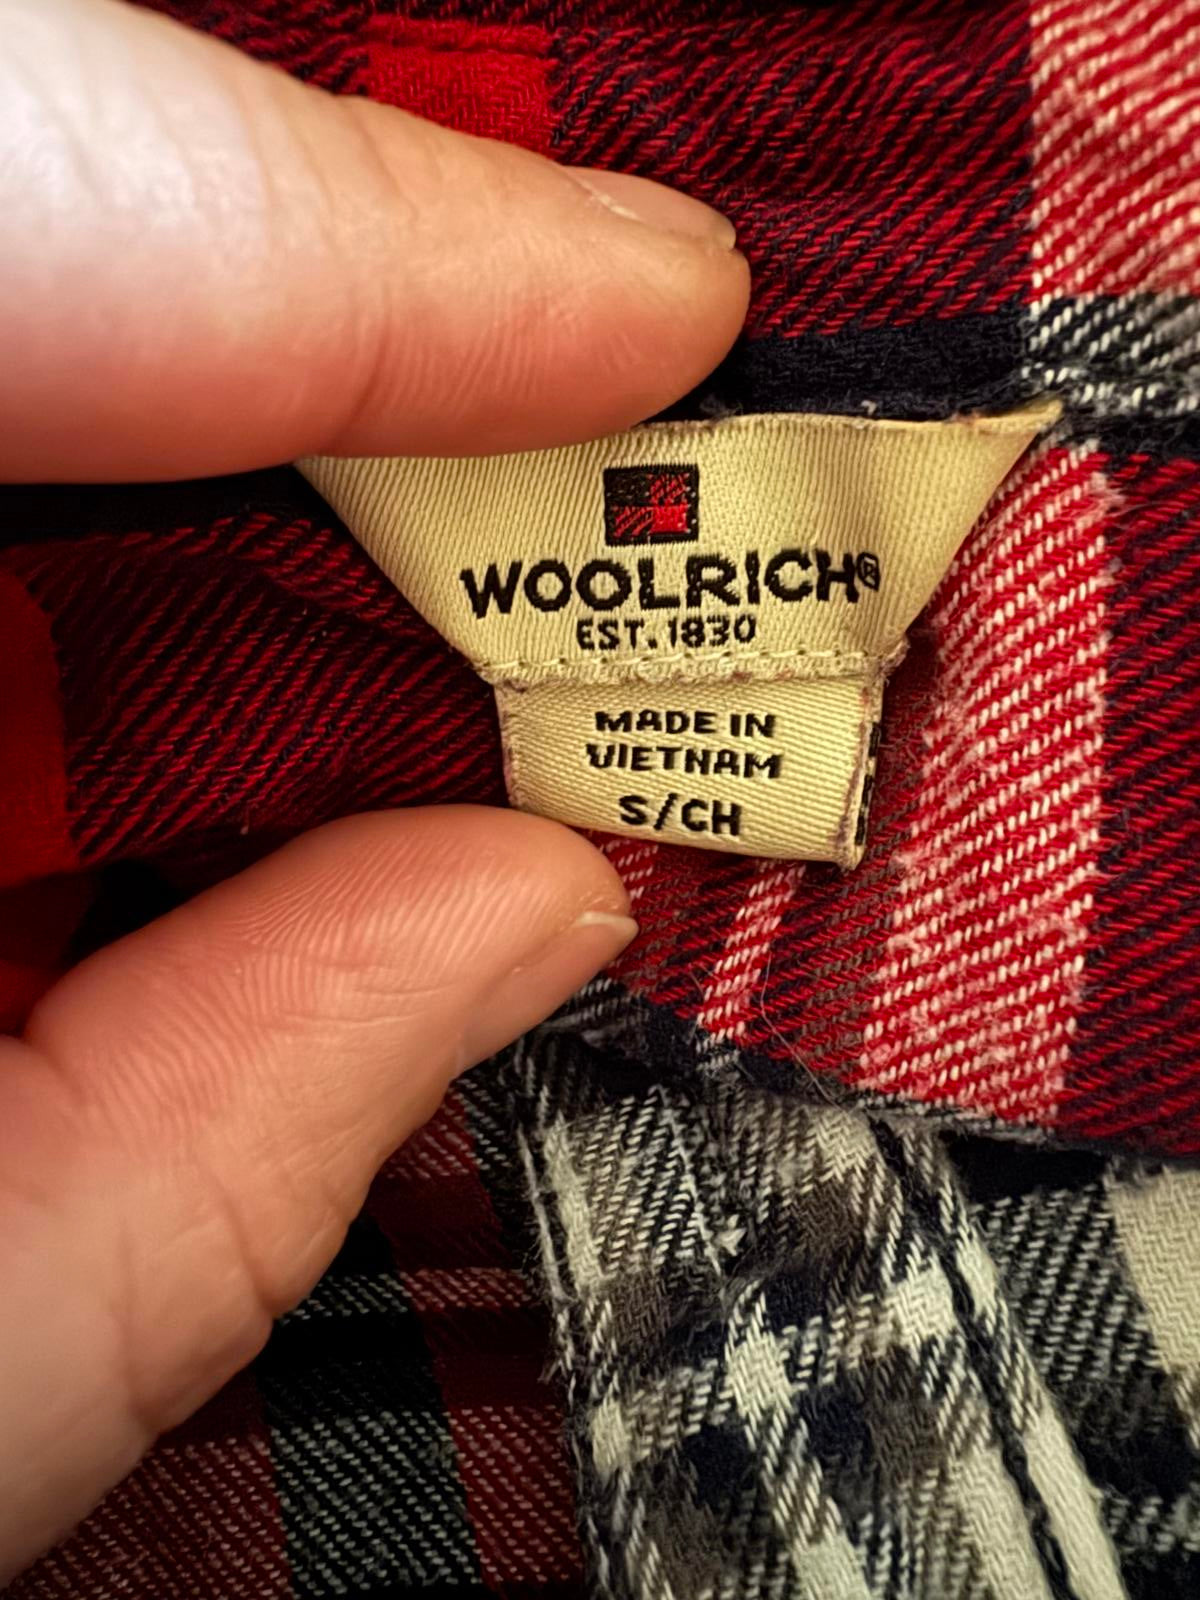 WOOLRICH®
EST. 1830
MADE IN
VIETNAM
S/CH